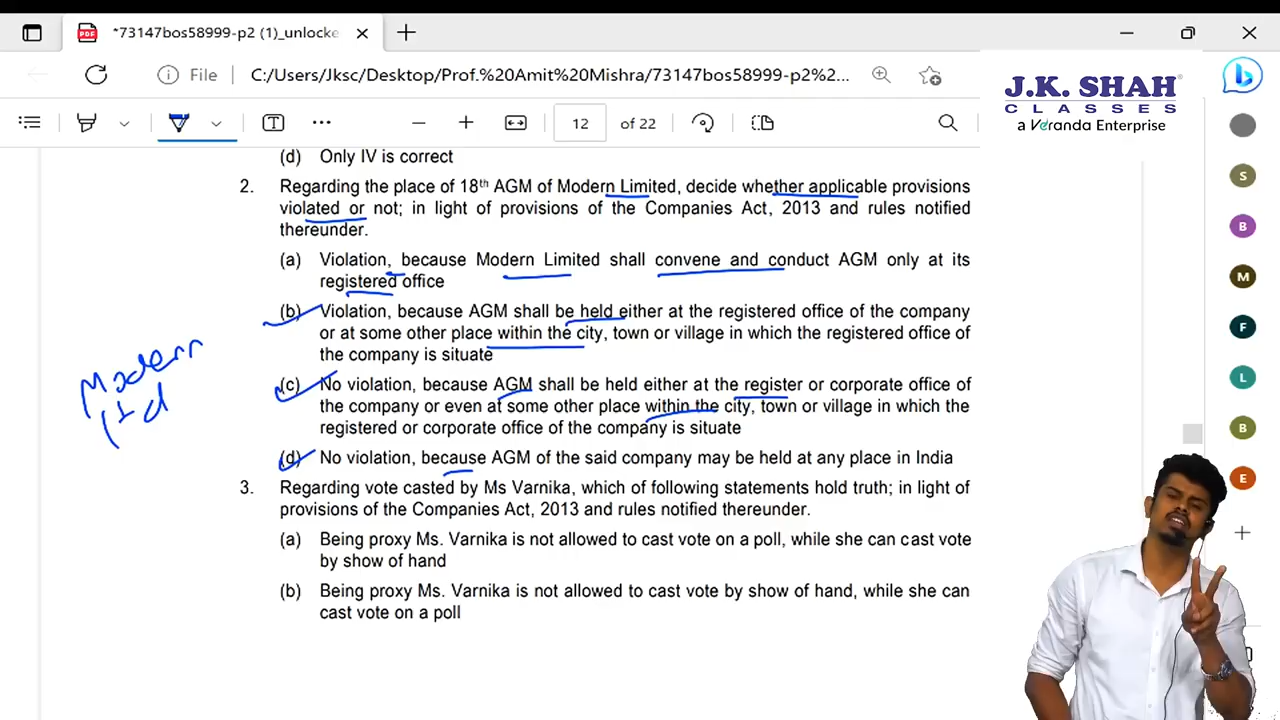 *73147bos58999-p2 (1)_unlocke
File
C:/Users/Jksc/Desktop/Prof.%20Amit%20Mishra/73147bos58999-p2%2...
J.K. SHAH
CLASSES
a Veranda Enterprise
12 of 22
(d) Only IV is correct
2. Regarding the place of 18th AGM of Modern Limited, decide whether applicable provisions
violated or not; in light of provisions of the Companies Act, 2013 and rules notified
thereunder.
(a) Violation, because Modern Limited shall convene and conduct AGM only at its
registered office
(b) Violation, because AGM shall be held either at the registered office of the company
or at some other place within the city, town or village in which the registered office of
the company is situate
(c) No violation, because AGM shall be held either at the register or corporate office of
the company or even at some other place within the city, town or village in which the
registered or corporate office of the company is situate
(d) No violation, because AGM of the said company may be held at any place in India
3. Regarding vote casted by Ms Varnika, which of following statements hold truth; in light of
provisions of the Companies Act, 2013 and rules notified thereunder.
(a) Being proxy Ms. Varnika is not allowed to cast vote on a poll, while she can cast vote
by show of hand
(b) Being proxy Ms. Varnika is not allowed to cast vote by show of hand, while she can
cast vote on a poll
Modern
ltd
S
B
M
F
L
B
E